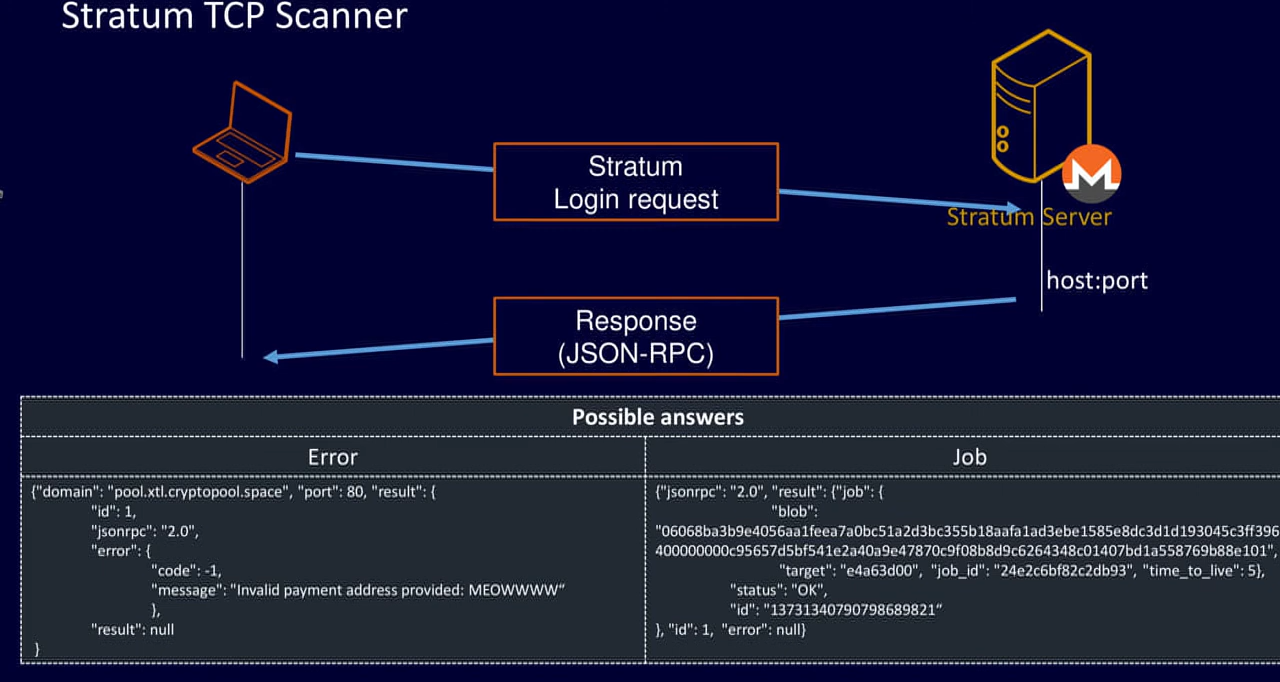 Stratum TCP Scanner
Stratum
Login request
Stratum Server
host:port
Response
(JSON-RPC)
Possible answers
Error
Job
{"domain": "pool.xtl.cryptopool.space", "port": 80, "result": {
"id": 1,
"jsonrpc": "2.0",
"error": {
"code": -1,
"message": "Invalid payment address provided: MEOWWWW"
},
"result": null
}
{"jsonrpc": "2.0", "result": {"job": {
"blob":
"06068ba3b9e4056aa1feea7a0bc51a2d3bc355b18aafa1ad3ebe1585e8dc3d1d193045c3ff396
400000000c95657d5bf541e2a40a9e47870c9f08b8d9c6264348c01407bd1a558769b88e101",
"target": "e4a63d00", "job_id": "24e2c6bf82c2db93", "time_to_live": 5},
"status": "OK",
"id": "13731340790798689821"
}, "id": 1, "error": null}